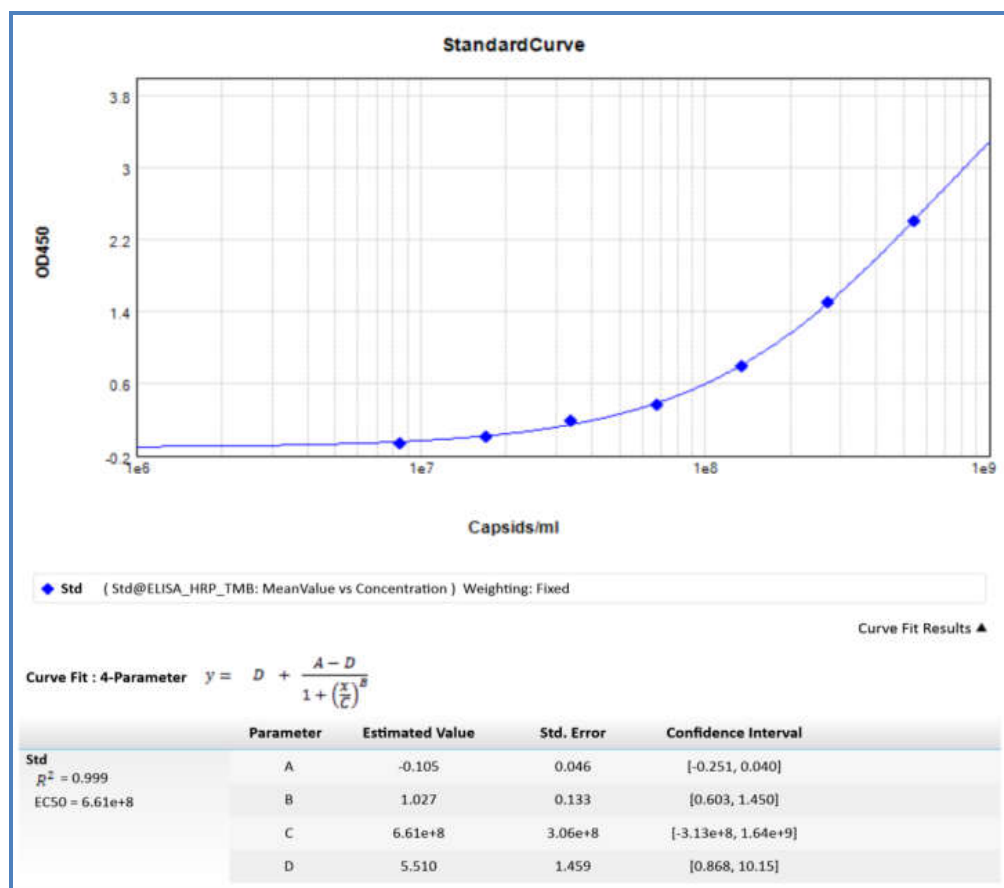 StandardCurve
3.8
3
2.2
1.4
0.6
-0.2
OD450
1e6 1e7 1e8 1e9
Capsids/ml
Std ( Std@ELISA_HRP_TMB: MeanValue vs Concentration ) Weighting: Fixed
Curve Fit Results ▲
Curve Fit : 4-Parameter y = D + (A − D) / (1 + (x/C)^B)
Parameter Estimated Value Std. Error Confidence Interval
Std
R² = 0.999
EC50 = 6.61e+8
A -0.105 0.046 [-0.251, 0.040]
B 1.027 0.133 [0.603, 1.450]
C 6.61e+8 3.06e+8 [-3.13e+8, 1.64e+9]
D 5.510 1.459 [0.868, 10.15]